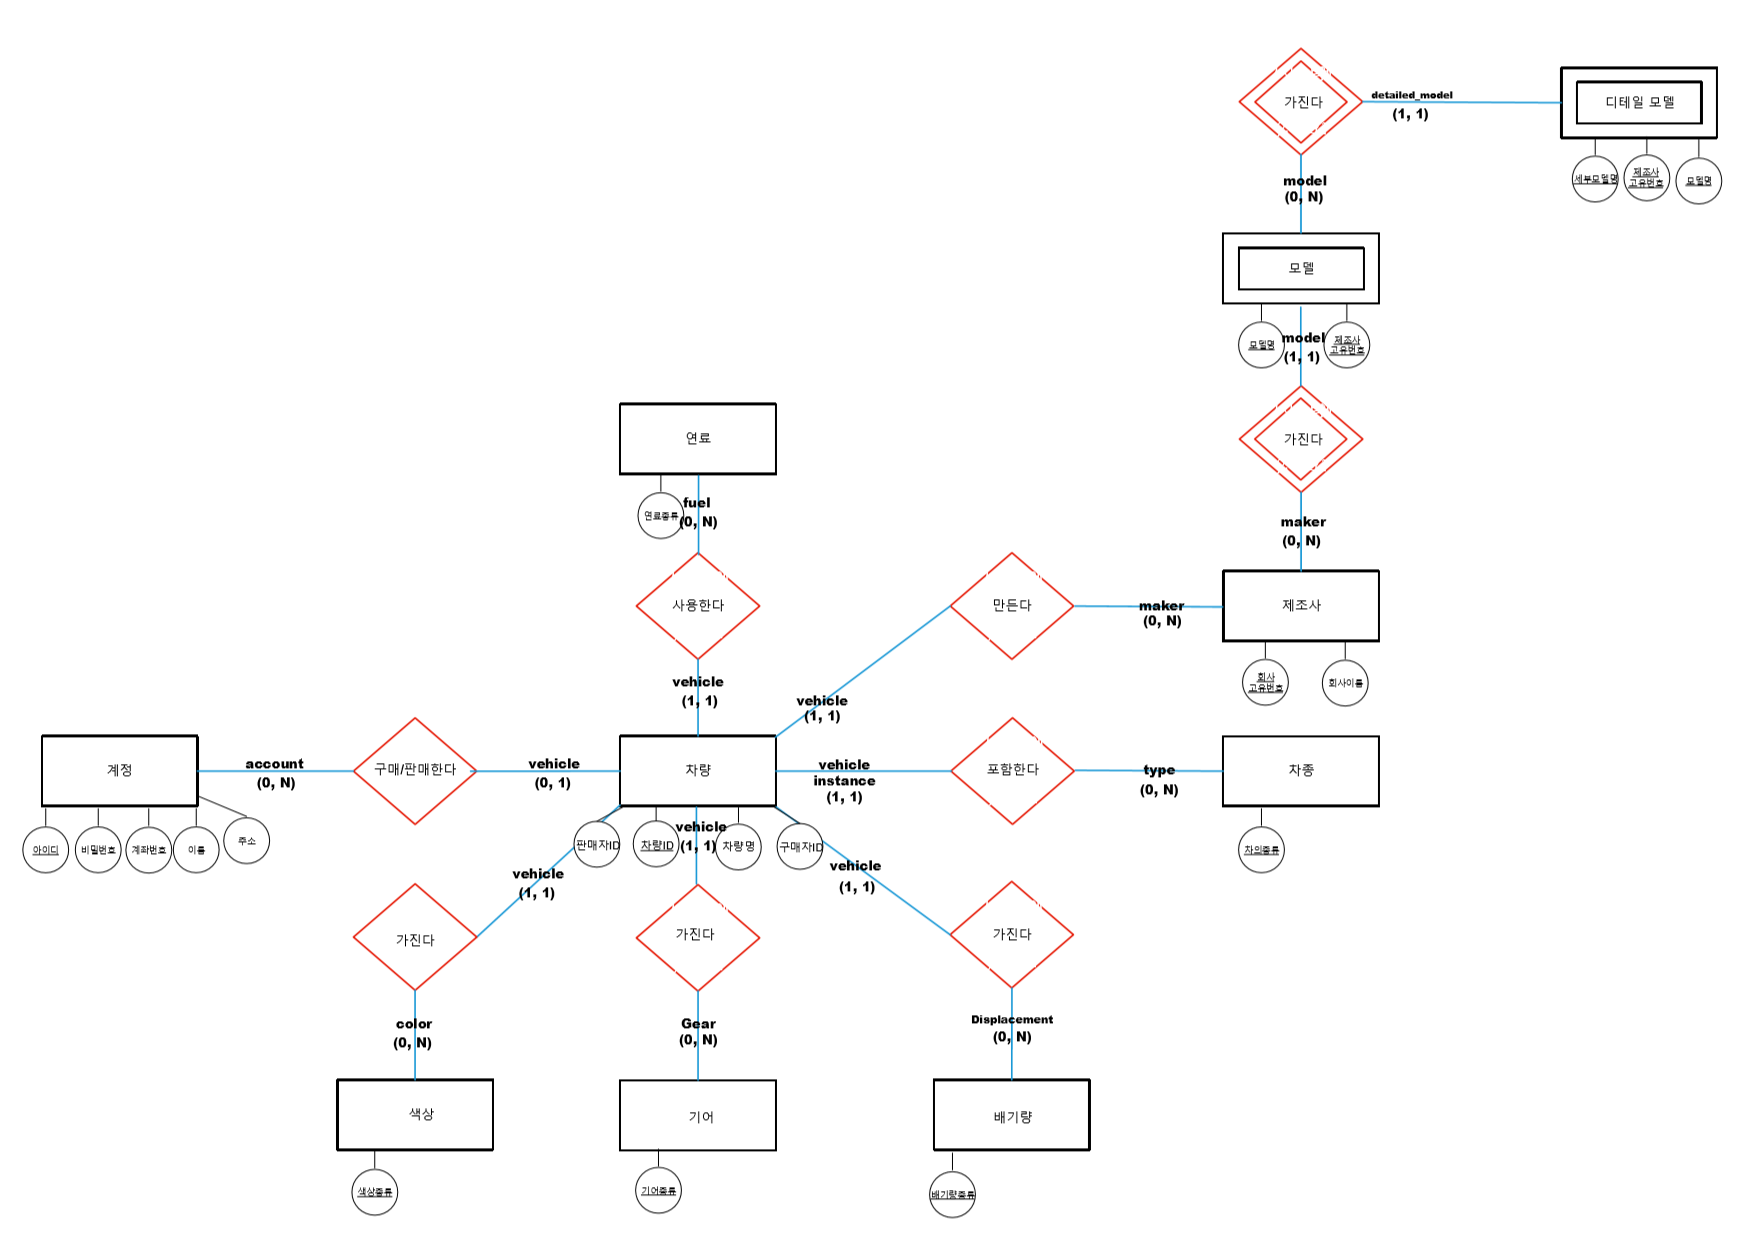 가진다
detailed_model
(1, 1)
디테일 모델
세부모델명
제조사
고유번호
모델명
model
(0, N)
모델
모델명
model
(1, 1)
제조사
고유번호
가진다
연료
연료종류
fuel
(0, N)
maker
(0, N)
사용한다
만든다
maker
(0, N)
제조사
회사
고유번호
회사이름
vehicle
(1, 1)
vehicle
(1, 1)
계정
account
(0, N)
구매/판매한다
vehicle
(0, 1)
차량
vehicle
instance
(1, 1)
포함한다
type
(0, N)
차종
아이디
비밀번호
계좌번호
이름
주소
판매자ID
차량ID
vehicle
(1, 1)
차량명
구매자ID
차의종류
vehicle
(1, 1)
vehicle
(1, 1)
가진다
가진다
가진다
color
(0, N)
Gear
(0, N)
Displacement
(0, N)
색상
기어
배기량
색상종류
기어종류
배기량종류